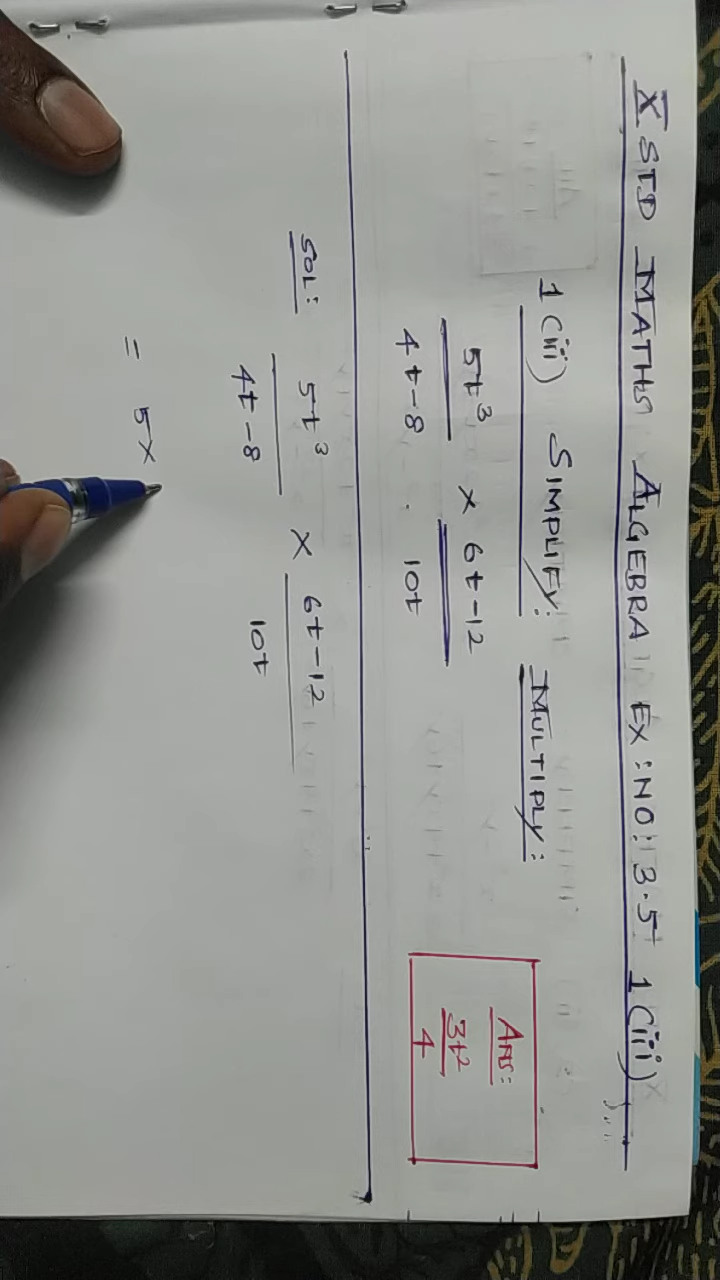 X STD MATHS ALGEBRA EX:NO: 3.5 1(iii)
1(iii) SIMPLIFY: MULTIPLY:
5t³/4t-8 × 6t-12/10t
ANS:
3t²/4
SOL: 5t³/4t-8 × 6t-12/10t
= 5×